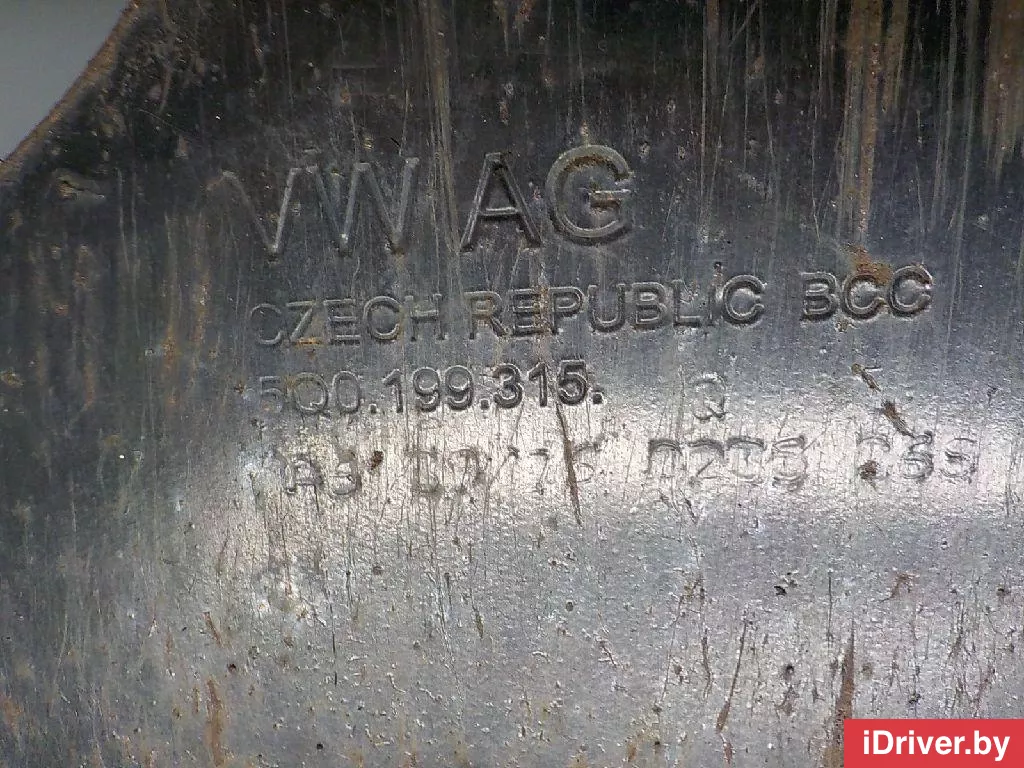 VW AG
CZECH REPUBLIC BCC
5Q0.199.315. Q
iDriver.by